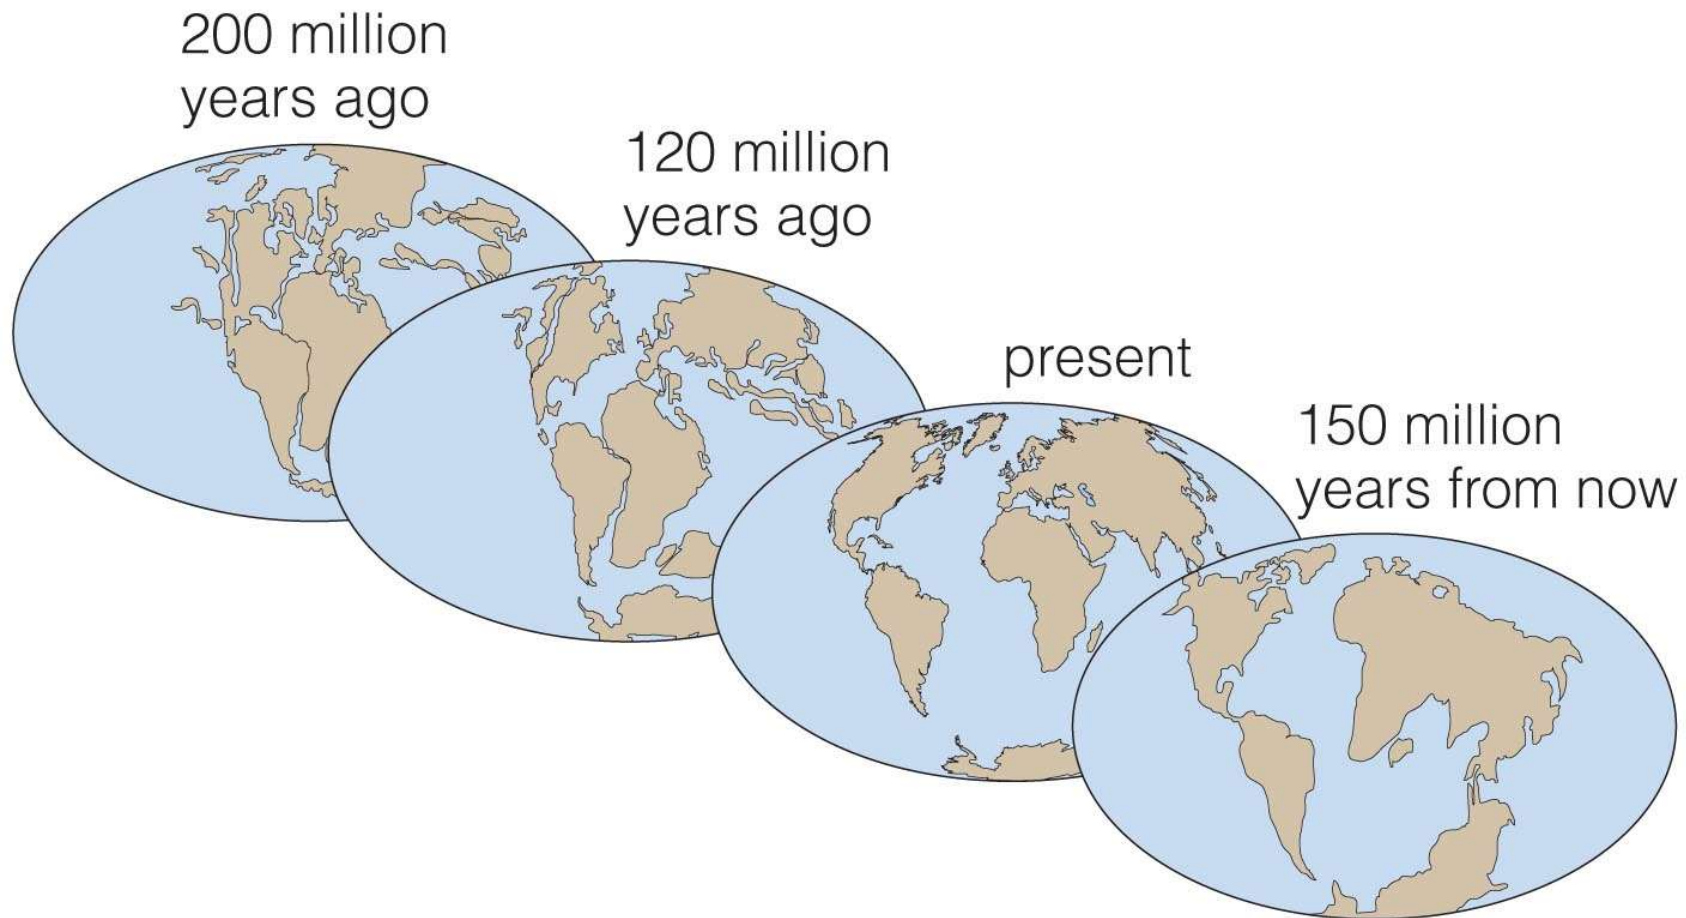 200 million
years ago
120 million
years ago
present
150 million
years from now